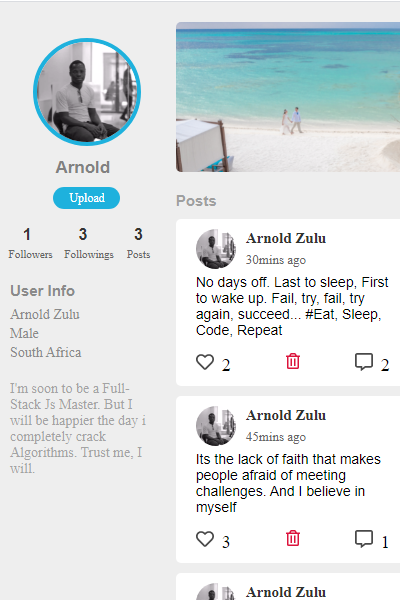 Arnold
Upload
1 3 3
Followers Followings Posts
User Info
Arnold Zulu
Male
South Africa
I'm soon to be a Full-
Stack Js Master. But I
will be happier the day i
completely crack
Algorithms. Trust me, I
will.
Posts
Arnold Zulu
30mins ago
No days off. Last to sleep, First
to wake up. Fail, try, fail, try
again, succeed... #Eat, Sleep,
Code, Repeat
2 2
Arnold Zulu
45mins ago
Its the lack of faith that makes
people afraid of meeting
challenges. And I believe in
myself
3 1
Arnold Zulu